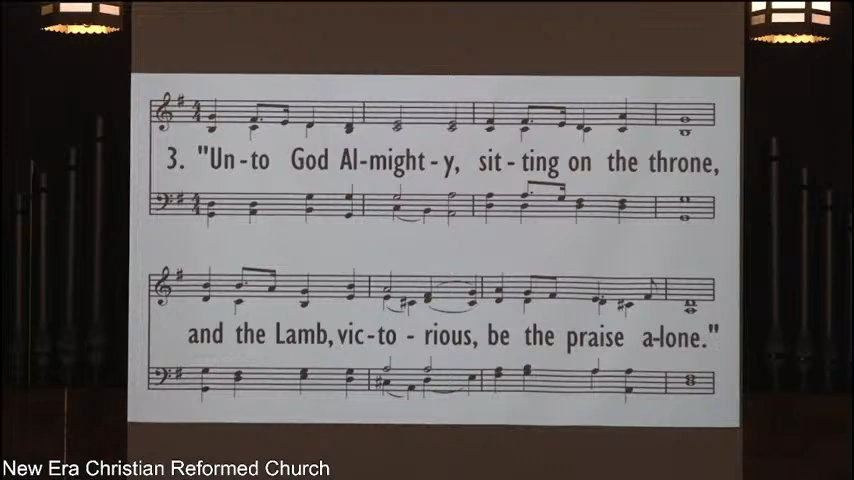 3. "Un-to God Al-might-y, sit-ting on the throne,
and the Lamb, vic-to-rious, be the praise a-lone."
New Era Christian Reformed Church